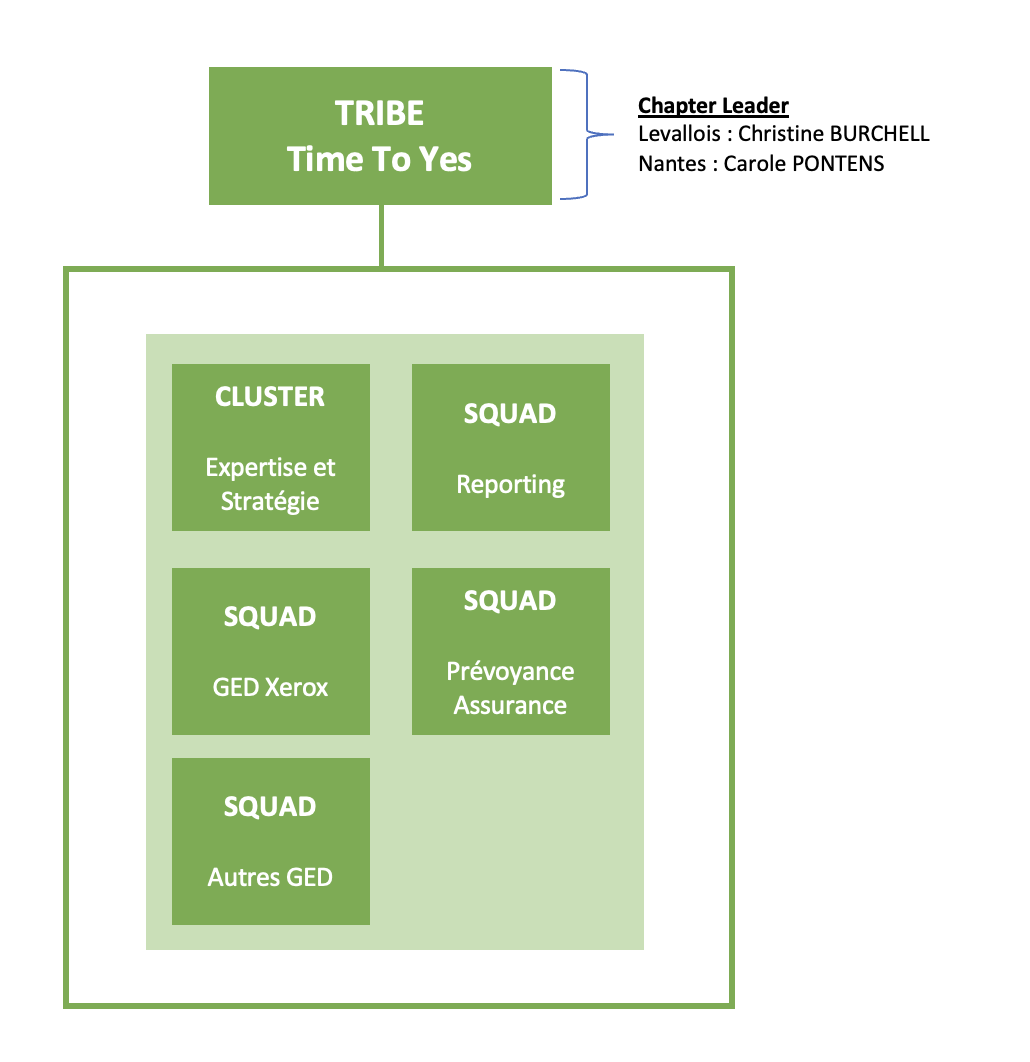 TRIBE
Time To Yes
Chapter Leader
Levallois : Christine BURCHELL
Nantes : Carole PONTENS
CLUSTER
Expertise et
Stratégie
SQUAD
Reporting
SQUAD
GED Xerox
SQUAD
Prévoyance
Assurance
SQUAD
Autres GED